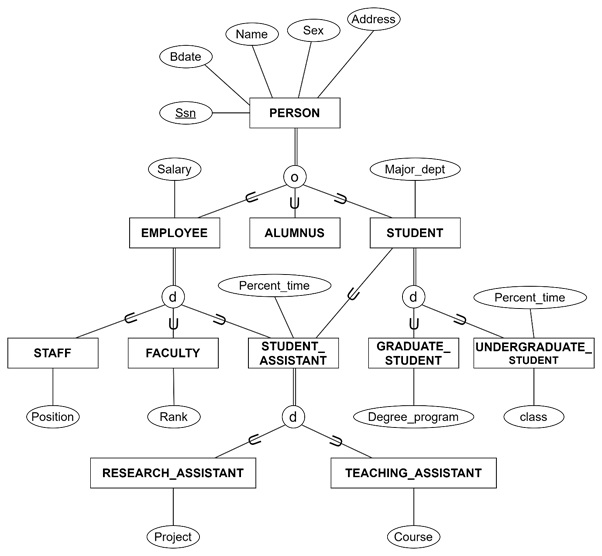 Address
Sex
Name
Bdate
Ssn
PERSON
o
Salary
Major_dept
EMPLOYEE
ALUMNUS
STUDENT
Percent_time
d
d
Percent_time
STAFF
FACULTY
STUDENT_
ASSISTANT
GRADUATE_
STUDENT
UNDERGRADUATE_
STUDENT
Position
Rank
d
Degree_program
class
RESEARCH_ASSISTANT
TEACHING_ASSISTANT
Project
Course